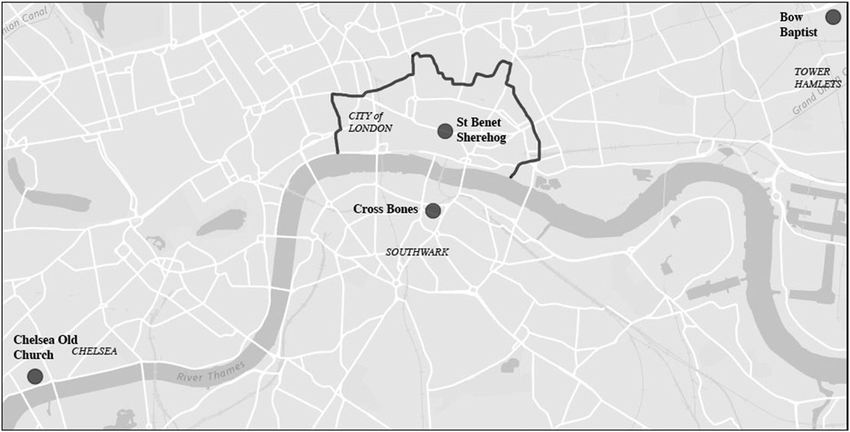 Bow
Baptist
TOWER
HAMLETS
CITY of
LONDON
St Benet
Sherehog
Cross Bones
SOUTHWARK
Chelsea Old
Church
CHELSEA
River Thames
Canal
Grand